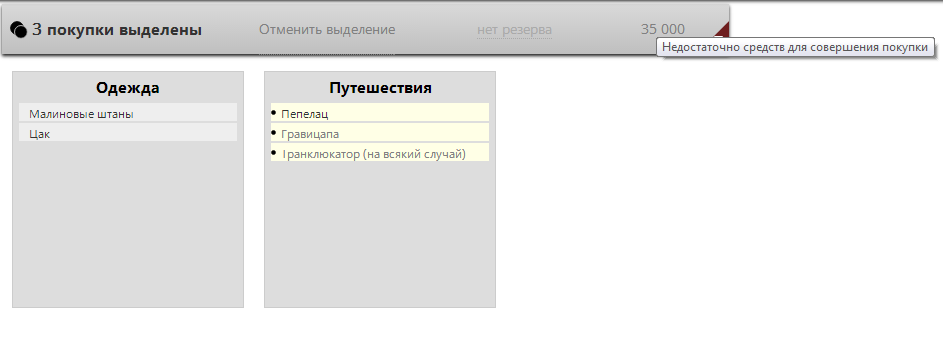 3 покупки выделены Отменить выделение нет резерва 35 000
Недостаточно средств для совершения покупки
Одежда
Малиновые штаны
Цак
Путешествия
Пепелац
Гравицапа
Транклюкатор (на всякий случай)